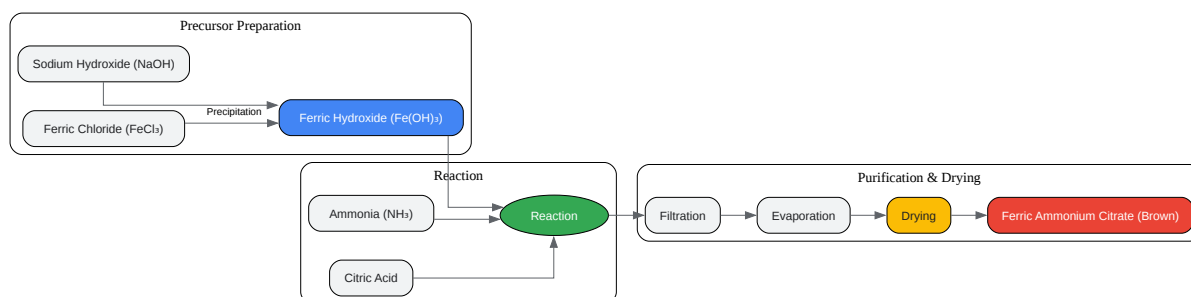 Precursor Preparation
Sodium Hydroxide (NaOH)
Precipitation
Ferric Chloride (FeCl₃)
Ferric Hydroxide (Fe(OH)₃)
Reaction
Ammonia (NH₃)
Reaction
Citric Acid
Purification & Drying
Filtration
Evaporation
Drying
Ferric Ammonium Citrate (Brown)